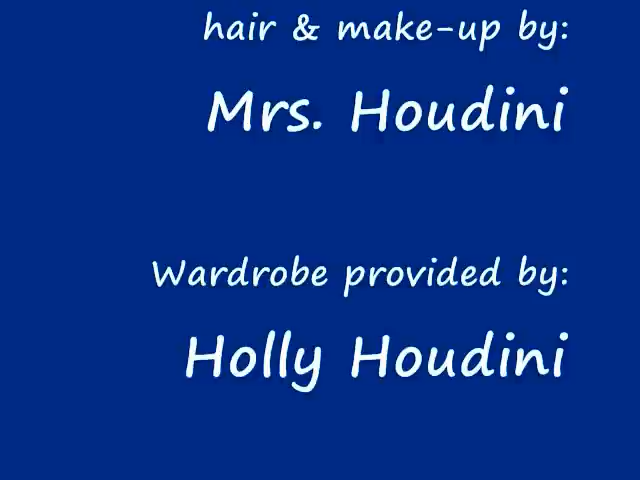 hair & make-up by:
Mrs. Houdini
Wardrobe provided by:
Holly Houdini